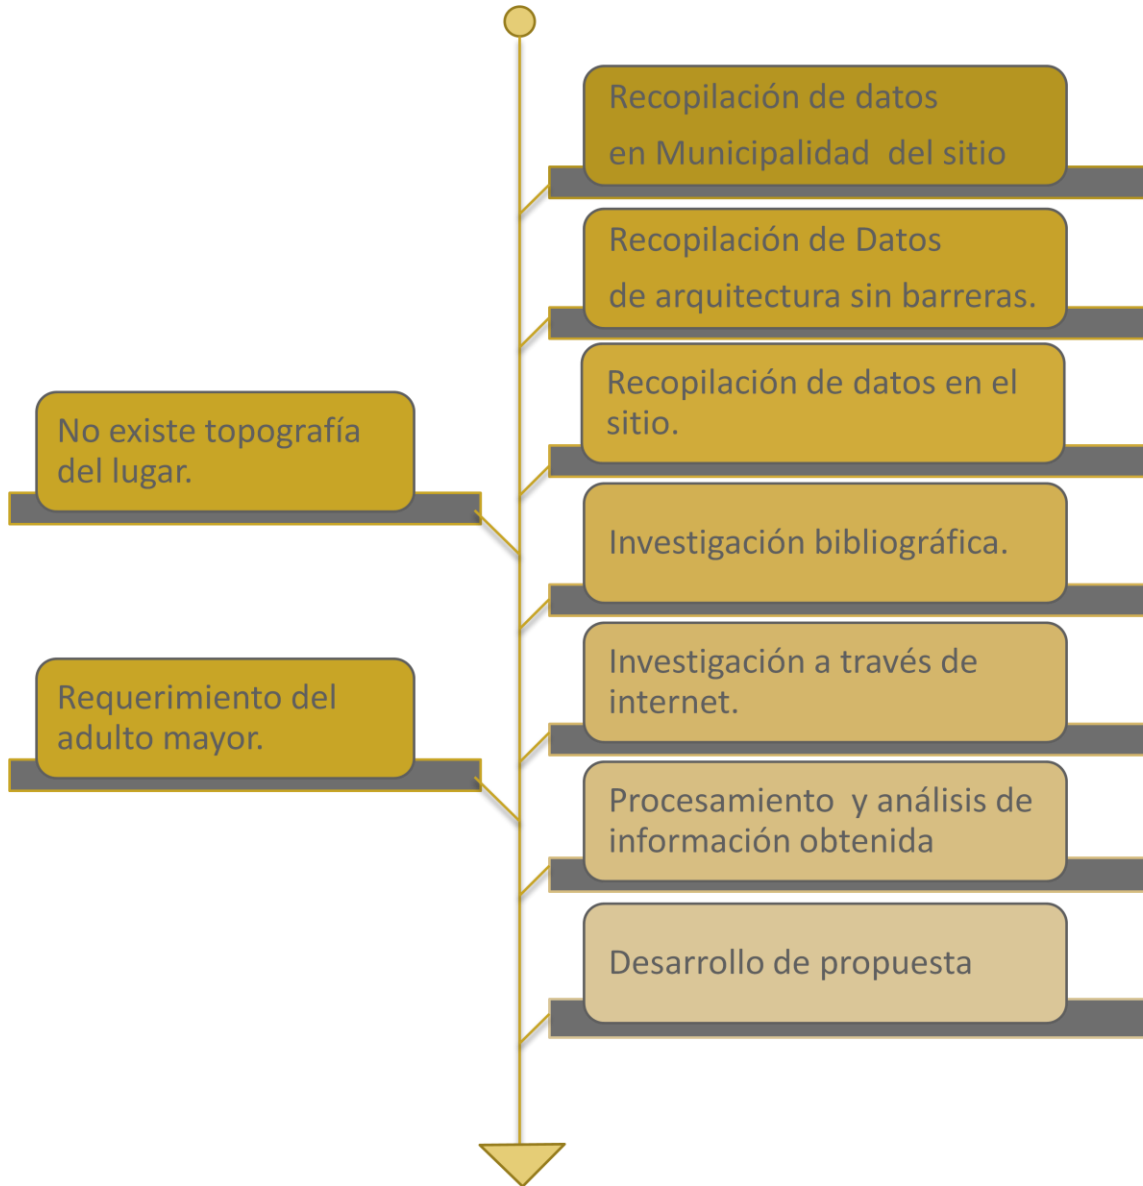 Recopilación de datos
en Municipalidad  del sitio
Recopilación de Datos
de arquitectura sin barreras.
Recopilación de datos en el
sitio.
No existe topografía
del lugar.
Investigación bibliográfica.
Investigación a través de
internet.
Requerimiento del
adulto mayor.
Procesamiento  y análisis de
información obtenida
Desarrollo de propuesta